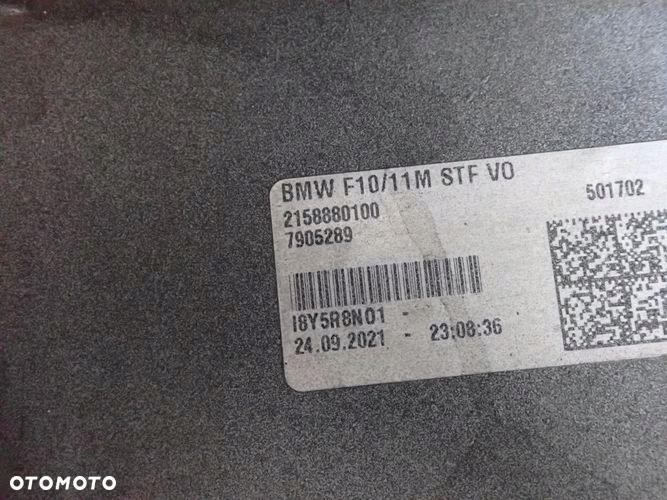 BMW F10/11M STF VO
501702
2158880100
7905289
I8Y5R8N01 -
24.09.2021 - 23:08:36
OTOMOTO